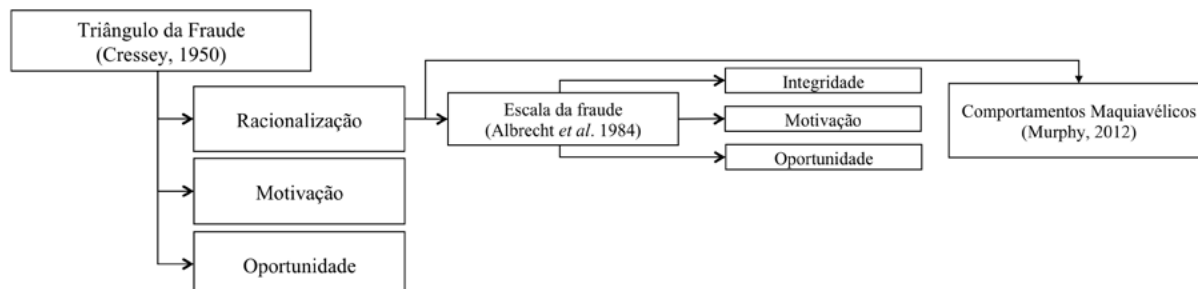 Triângulo da Fraude
(Cressey, 1950)
Racionalização
Motivação
Oportunidade
Escala da fraude
(Albrecht et al. 1984)
Integridade
Motivação
Oportunidade
Comportamentos Maquiavélicos
(Murphy, 2012)